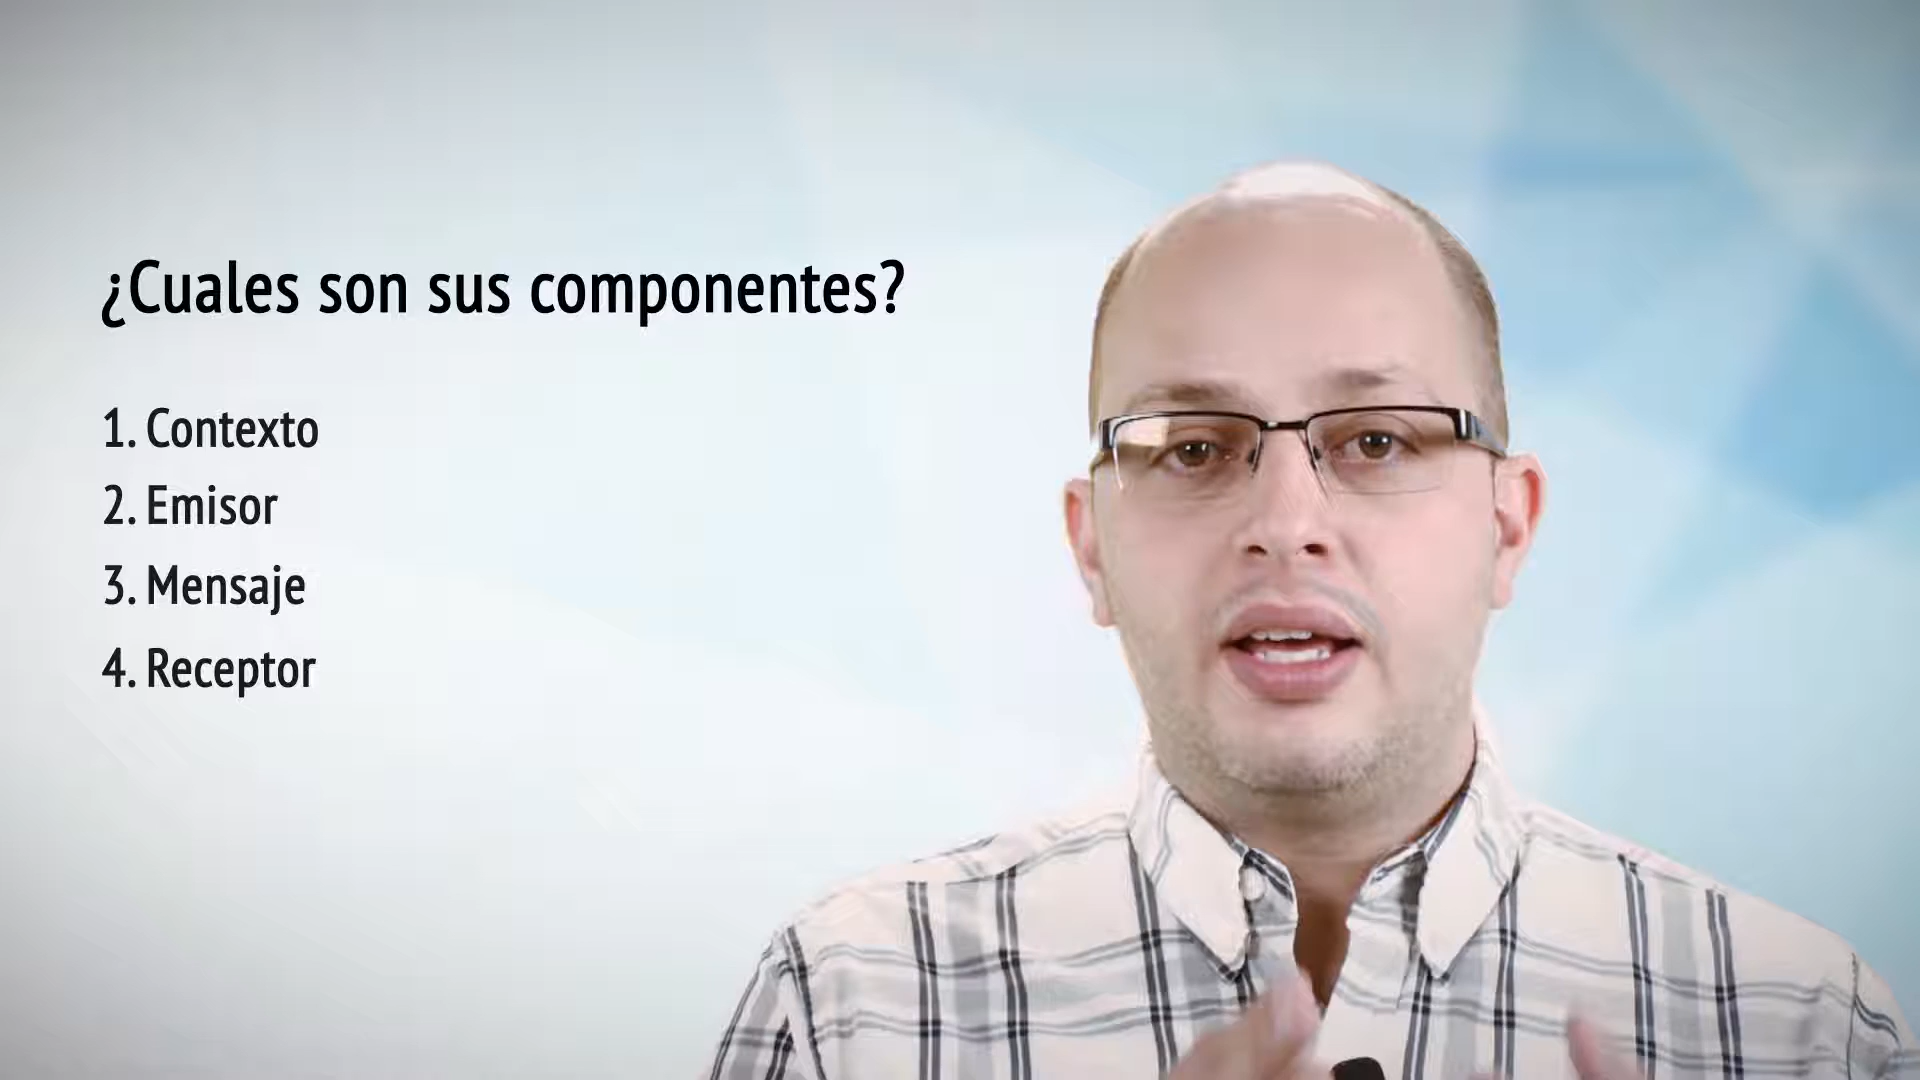 ¿Cuales son sus componentes?
1. Contexto
2. Emisor
3. Mensaje
4. Receptor